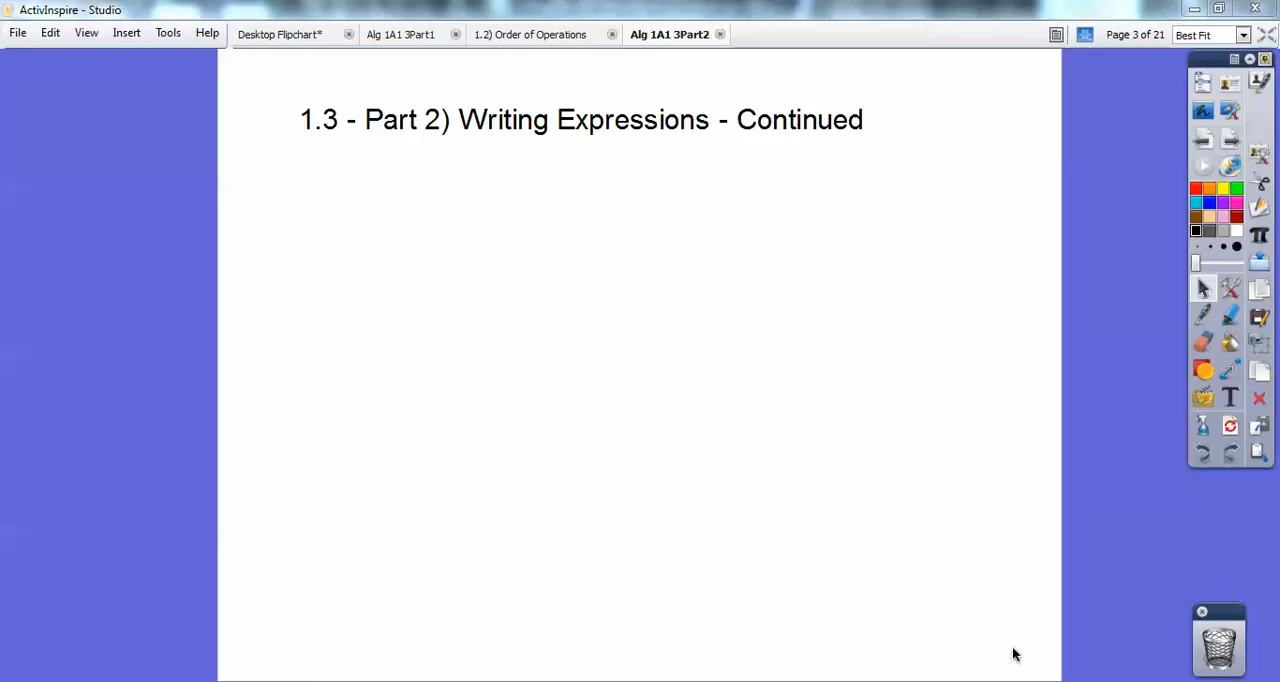 ActivInspire - Studio
File Edit View Insert Tools Help
Desktop Flipchart* Alg 1A1 3Part1 1.2) Order of Operations Alg 1A1 3Part2
Page 3 of 21 Best Fit
1.3 - Part 2) Writing Expressions - Continued
T